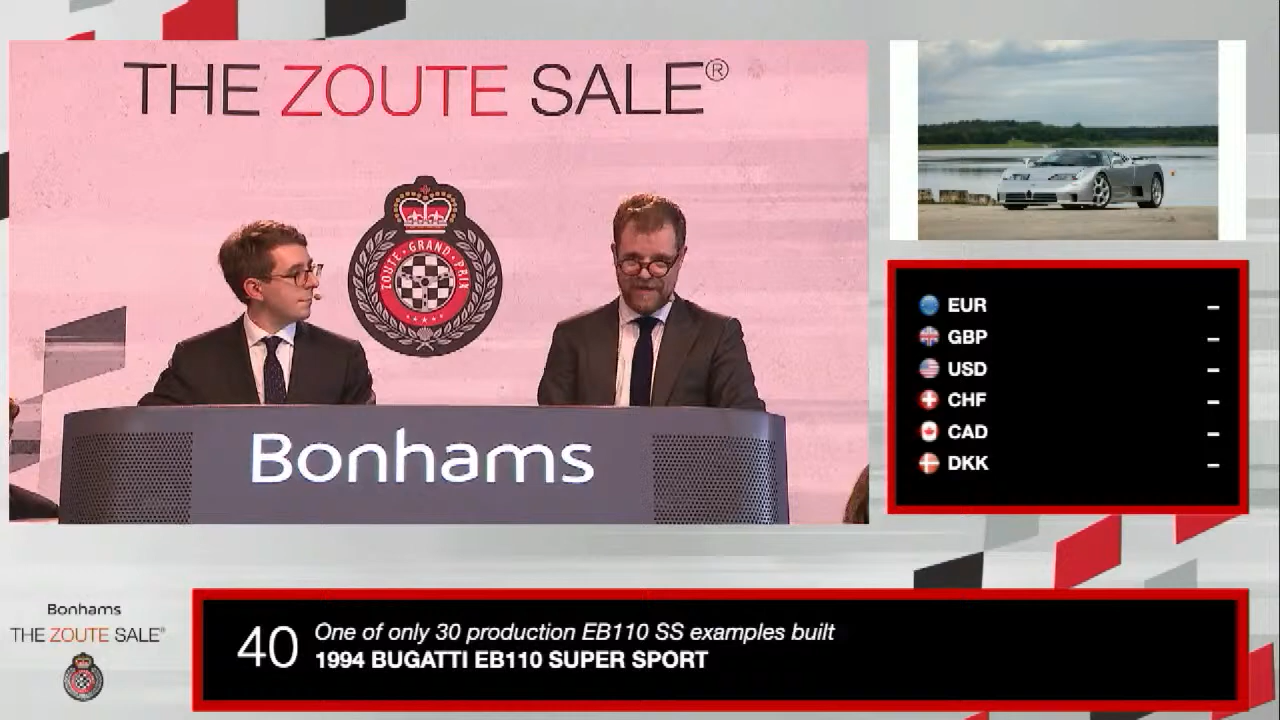 THE ZOUTE SALE®
ZOUTE · GRAND · PRIX
Bonhams
EUR –
GBP –
USD –
CHF –
CAD –
DKK –
Bonhams
THE ZOUTE SALE®
40
One of only 30 production EB110 SS examples built
1994 BUGATTI EB110 SUPER SPORT